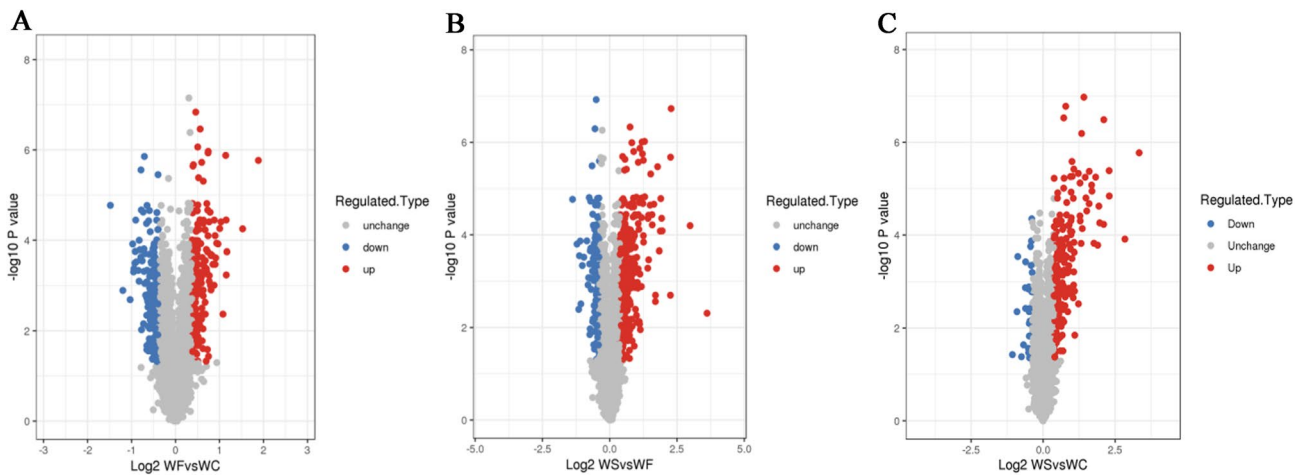 A
8
6
4
2
0
-log10 P value
-3
-2
-1
0
1
2
3
Log2 WFvsWC
Regulated.Type
unchange
down
up
B
8
6
4
2
0
-log10 P value
-5.0
-2.5
0.0
2.5
5.0
Log2 WSvsWF
Regulated.Type
unchange
down
up
C
8
6
4
2
0
-log10 P value
-2.5
0.0
2.5
Log2 WSvsWC
Regulated.Type
Down
Unchange
Up